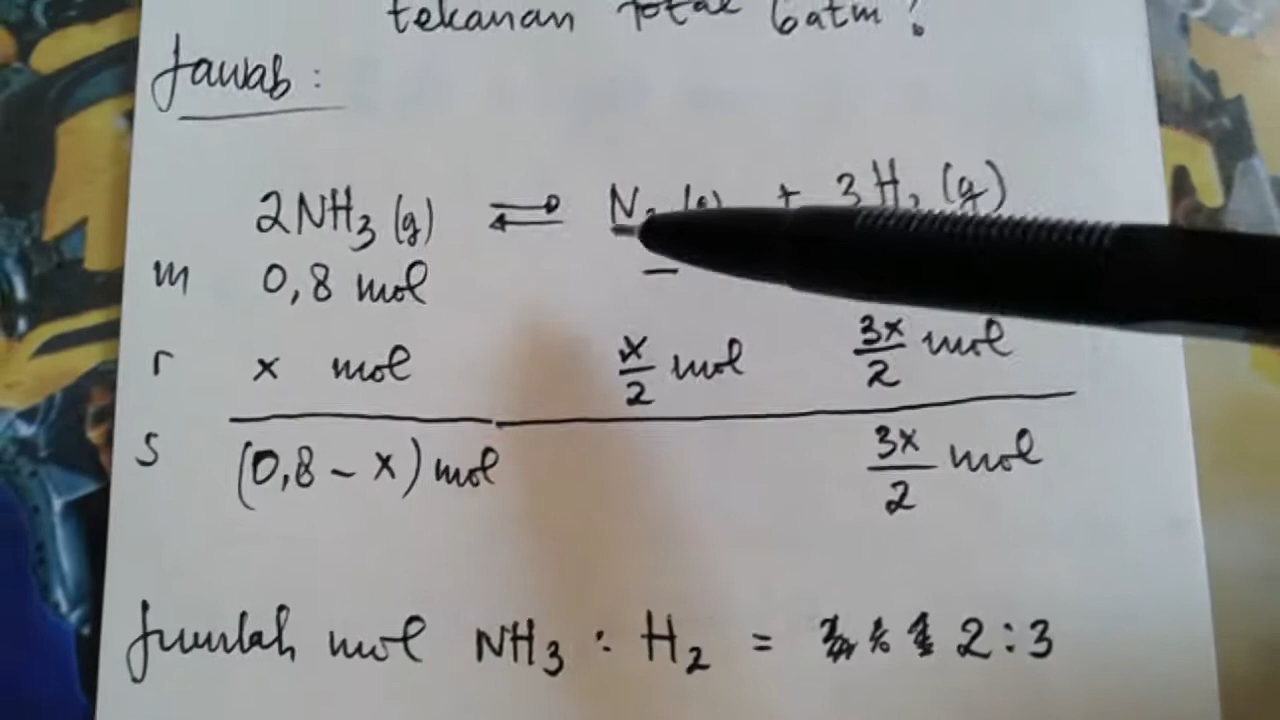 tekanan total 6 atm!
Jawab :
2NH₃ (g) ⇌ N₂ (g) + 3H₂ (g)
m 0,8 mol –
r x mol x/2 mol 3x/2 mol
s (0,8 – x) mol 3x/2 mol
Jumlah mol NH₃ : H₂ = 2 : 3